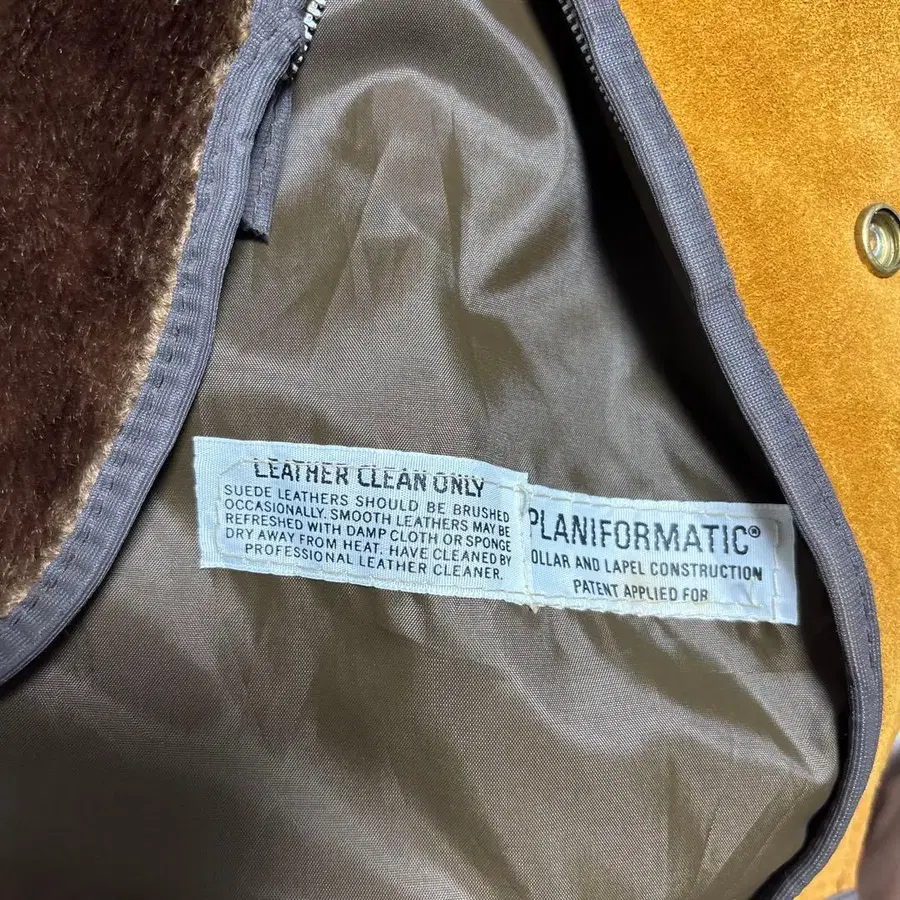 LEATHER CLEAN ONLY
SUEDE LEATHERS SHOULD BE BRUSHED
OCCASIONALLY. SMOOTH LEATHERS MAY BE
REFRESHED WITH DAMP CLOTH OR SPONGE
DRY AWAY FROM HEAT. HAVE CLEANED BY
PROFESSIONAL LEATHER CLEANER.
PLANIFORMATIC®
OLLAR AND LAPEL CONSTRUCTION
PATENT APPLIED FOR